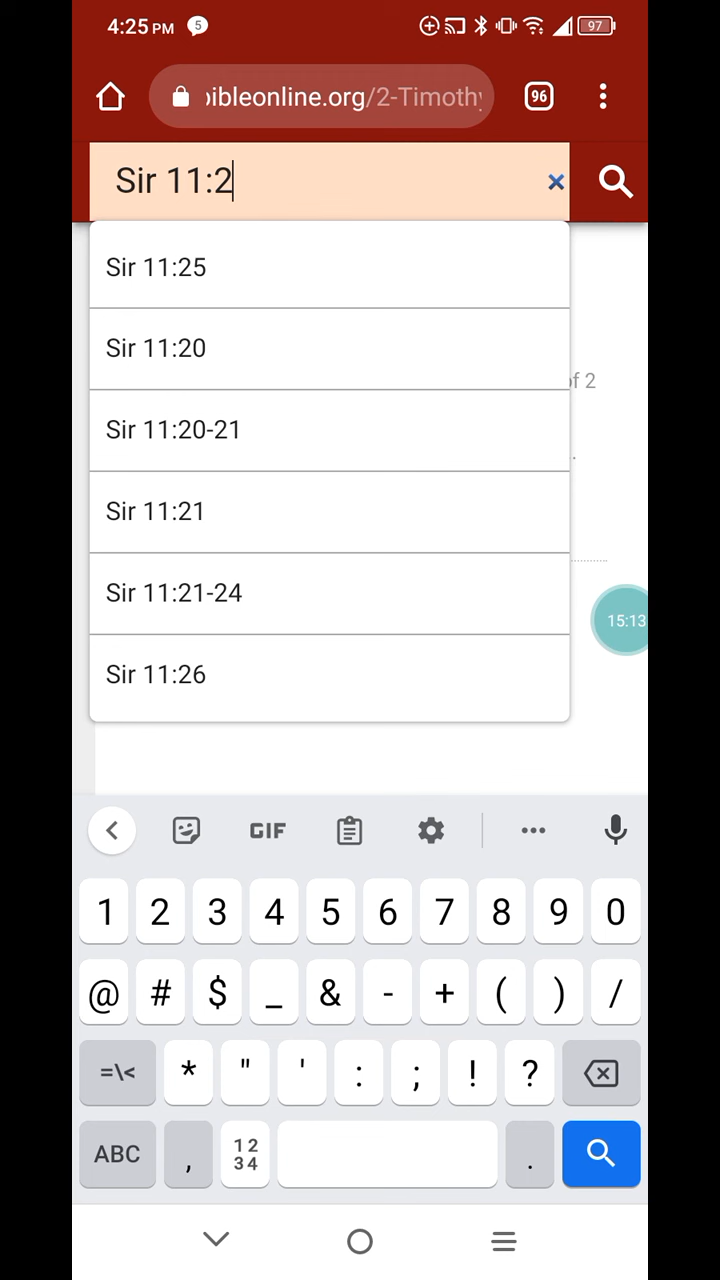 4:25 PM 5 97
ibleonline.org/2-Timothy 96
Sir 11:2 ×
Sir 11:25
Sir 11:20
of 2
Sir 11:20-21
Sir 11:21
Sir 11:21-24
15:13
Sir 11:26
GIF
1 2 3 4 5 6 7 8 9 0
@ # $ _ & - + ( ) /
=\< * " ' : ; ! ?
ABC , 12 .
34